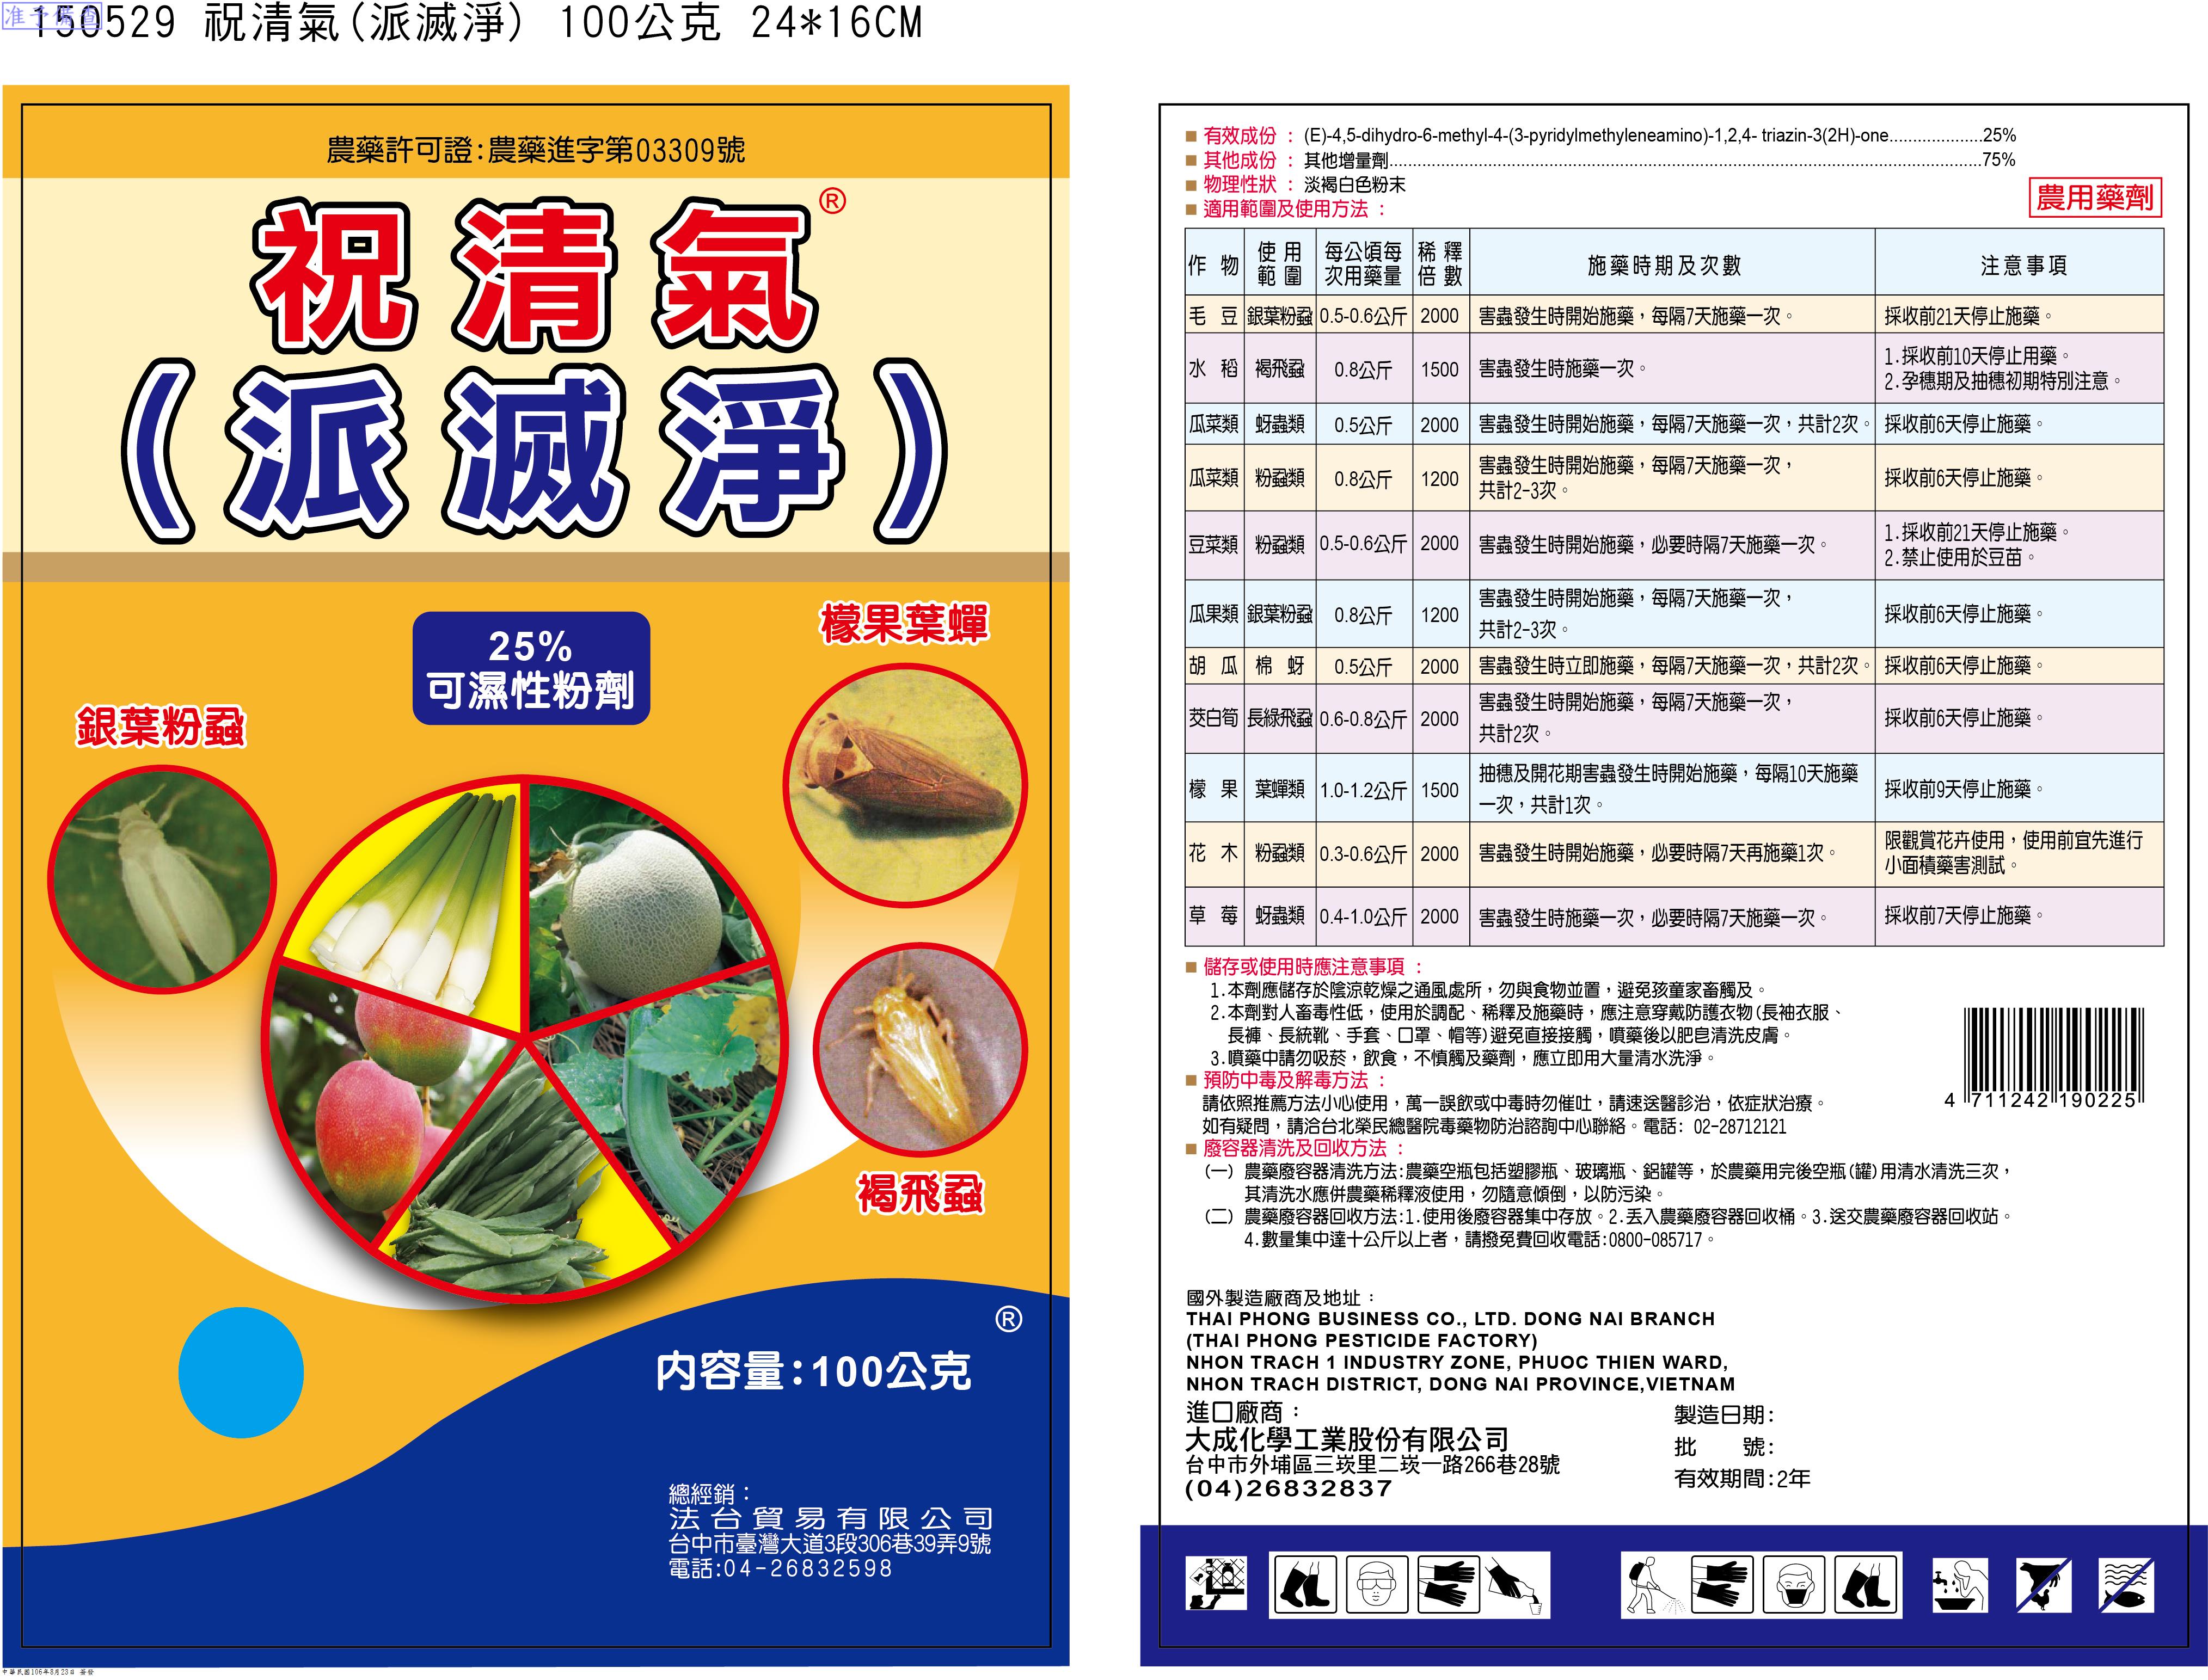 准予備查
150529 祝清氣(派滅淨) 100公克 24*16CM
農藥許可證:農藥進字第03309號
祝清氣®
(派滅淨)
25%
可濕性粉劑
檬果葉蟬
銀葉粉蝨
褐飛蝨
®
內容量:100公克
總經銷：
法台貿易有限公司
台中市臺灣大道3段306巷39弄9號
電話:04-26832598
中華民國106年8月23日 簽發
■ 有效成份 : (E)-4,5-dihydro-6-methyl-4-(3-pyridylmethyleneamino)-1,2,4- triazin-3(2H)-one....................25%
■ 其他成份 : 其他增量劑....................75%
■ 物理性狀 : 淡褐白色粉末
農用藥劑
■ 適用範圍及使用方法 :
作物 使用範圍 每公頃每次用藥量 稀釋倍數 施藥時期及次數 注意事項
毛豆 銀葉粉蝨 0.5-0.6公斤 2000 害蟲發生時開始施藥，每隔7天施藥一次。 採收前21天停止施藥。
水稻 褐飛蝨 0.8公斤 1500 害蟲發生時施藥一次。 1.採收前10天停止用藥。
2.孕穗期及抽穗初期特別注意。
瓜菜類 蚜蟲類 0.5公斤 2000 害蟲發生時開始施藥，每隔7天施藥一次，共計2次。 採收前6天停止施藥。
瓜菜類 粉蝨類 0.8公斤 1200 害蟲發生時開始施藥，每隔7天施藥一次，
共計2-3次。 採收前6天停止施藥。
豆菜類 粉蝨類 0.5-0.6公斤 2000 害蟲發生時開始施藥，必要時隔7天施藥一次。 1.採收前21天停止施藥。
2.禁止使用於豆苗。
瓜果類 銀葉粉蝨 0.8公斤 1200 害蟲發生時開始施藥，每隔7天施藥一次，
共計2-3次。 採收前6天停止施藥。
胡瓜 棉蚜 0.5公斤 2000 害蟲發生時立即施藥，每隔7天施藥一次，共計2次。 採收前6天停止施藥。
茭白筍 長綠飛蝨 0.6-0.8公斤 2000 害蟲發生時開始施藥，每隔7天施藥一次，
共計2次。 採收前6天停止施藥。
檬果 葉蟬類 1.0-1.2公斤 1500 抽穗及開花期害蟲發生時開始施藥，每隔10天施藥
一次，共計1次。 採收前9天停止施藥。
花木 粉蝨類 0.3-0.6公斤 2000 害蟲發生時開始施藥，必要時隔7天再施藥1次。 限觀賞花卉使用，使用前宜先進行
小面積藥害測試。
草莓 蚜蟲類 0.4-1.0公斤 2000 害蟲發生時施藥一次，必要時隔7天施藥一次。 採收前7天停止施藥。
■ 儲存或使用時應注意事項 :
1.本劑應儲存於陰涼乾燥之通風處所，勿與食物並置，避免孩童家畜觸及。
2.本劑對人畜毒性低，使用於調配、稀釋及施藥時，應注意穿戴防護衣物(長袖衣服、
長褲、長統靴、手套、口罩、帽等)避免直接接觸，噴藥後以肥皂清洗皮膚。
3.噴藥中請勿吸菸，飲食，不慎觸及藥劑，應立即用大量清水洗淨。
■ 預防中毒及解毒方法 :
請依照推薦方法小心使用，萬一誤飲或中毒時勿催吐，請速送醫診治，依症狀治療。
如有疑問，請洽台北榮民總醫院毒藥物防治諮詢中心聯絡。電話: 02-28712121
4 711242 190225
■ 廢容器清洗及回收方法 :
(一) 農藥廢容器清洗方法:農藥空瓶包括塑膠瓶、玻璃瓶、鋁罐等，於農藥用完後空瓶(罐)用清水清洗三次，
其清洗水應併農藥稀釋液使用，勿隨意傾倒，以防污染。
(二) 農藥廢容器回收方法:1.使用後廢容器集中存放。2.丟入農藥廢容器回收桶。3.送交農藥廢容器回收站。
4.數量集中達十公斤以上者，請撥免費回收電話:0800-085717。
國外製造廠商及地址：
THAI PHONG BUSINESS CO., LTD. DONG NAI BRANCH
(THAI PHONG PESTICIDE FACTORY)
NHON TRACH 1 INDUSTRY ZONE, PHUOC THIEN WARD,
NHON TRACH DISTRICT, DONG NAI PROVINCE,VIETNAM
進口廠商：
大成化學工業股份有限公司
台中市外埔區三崁里二崁一路266巷28號
(04)26832837
製造日期:
批　號:
有效期間:2年